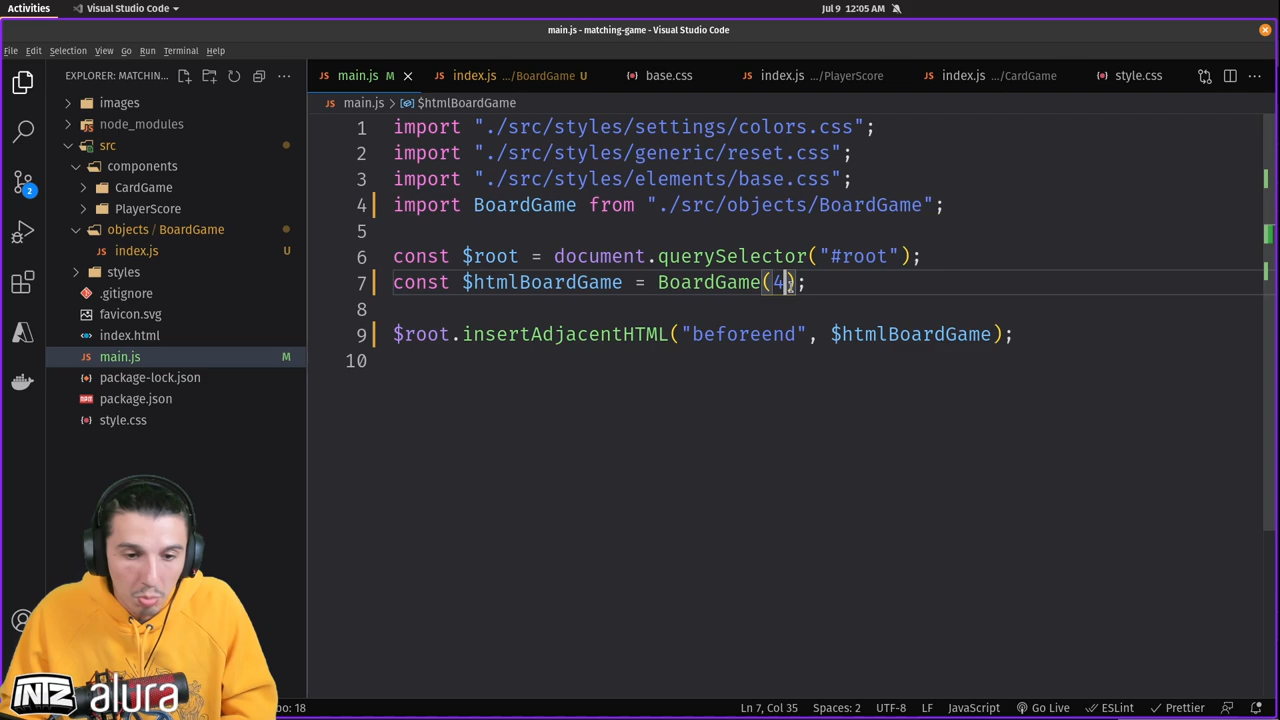 Activities
Visual Studio Code
Jul 9 12:05 AM
main.js - matching-game - Visual Studio Code
File Edit Selection View Go Run Terminal Help
EXPLORER: MATCHIN...
main.js M
index.js .../BoardGame U
base.css
index.js .../PlayerScore
index.js .../CardGame
style.css
main.js > $htmlBoardGame
images
node_modules
src
components
CardGame
PlayerScore
objects / BoardGame
index.js U
styles
.gitignore
favicon.svg
index.html
main.js M
package-lock.json
package.json
style.css
2
1 import "./src/styles/settings/colors.css";
2 import "./src/styles/generic/reset.css";
3 import "./src/styles/elements/base.css";
4 import BoardGame from "./src/objects/BoardGame";
5
6 const $root = document.querySelector("#root");
7 const $htmlBoardGame = BoardGame(4);
8
9 $root.insertAdjacentHTML("beforeend", $htmlBoardGame);
10
INTZ alura
Ln 7, Col 35 Spaces: 2 UTF-8 LF JavaScript Go Live ESLint Prettier